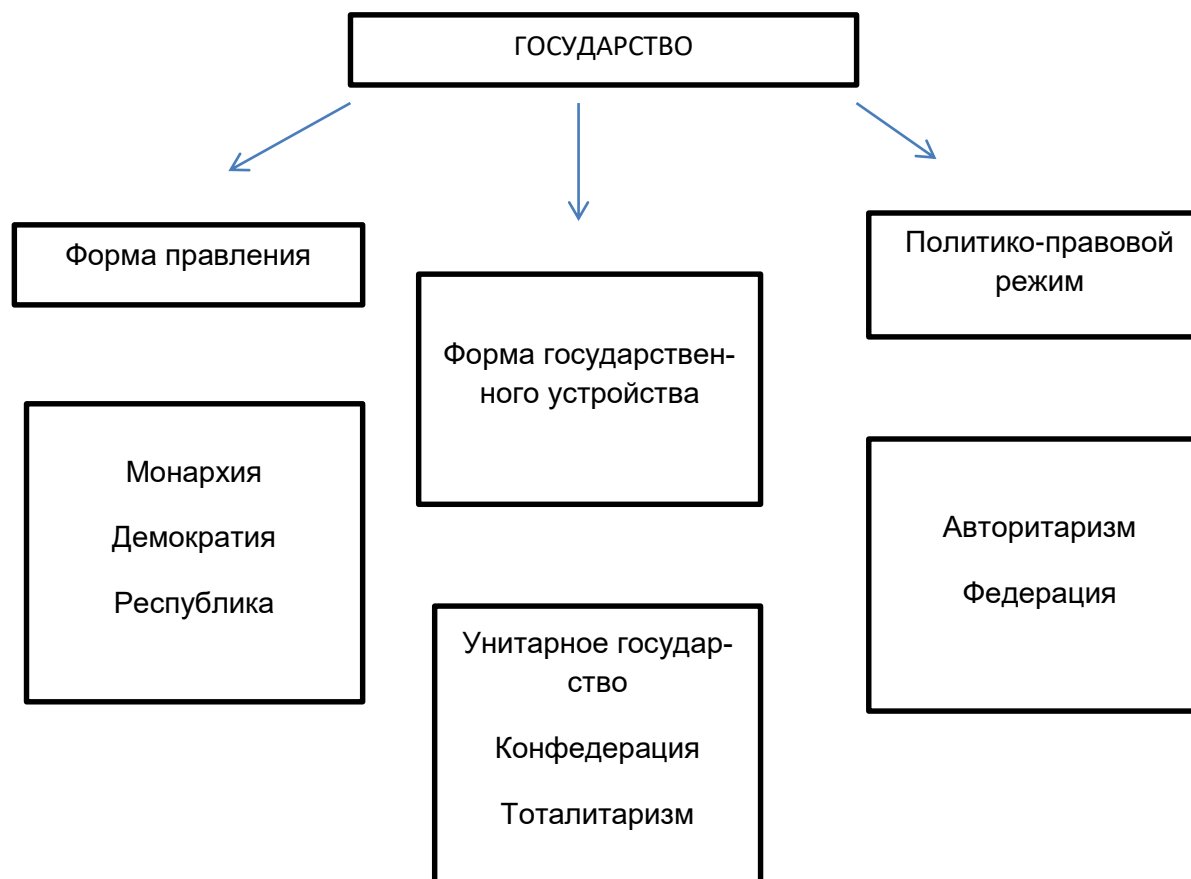 ГОСУДАРСТВО
Форма правления
Монархия
Демократия
Республика
Форма государствен-
ного устройства
Унитарное государ-
ство
Конфедерация
Тоталитаризм
Политико-правовой
режим
Авторитаризм
Федерация